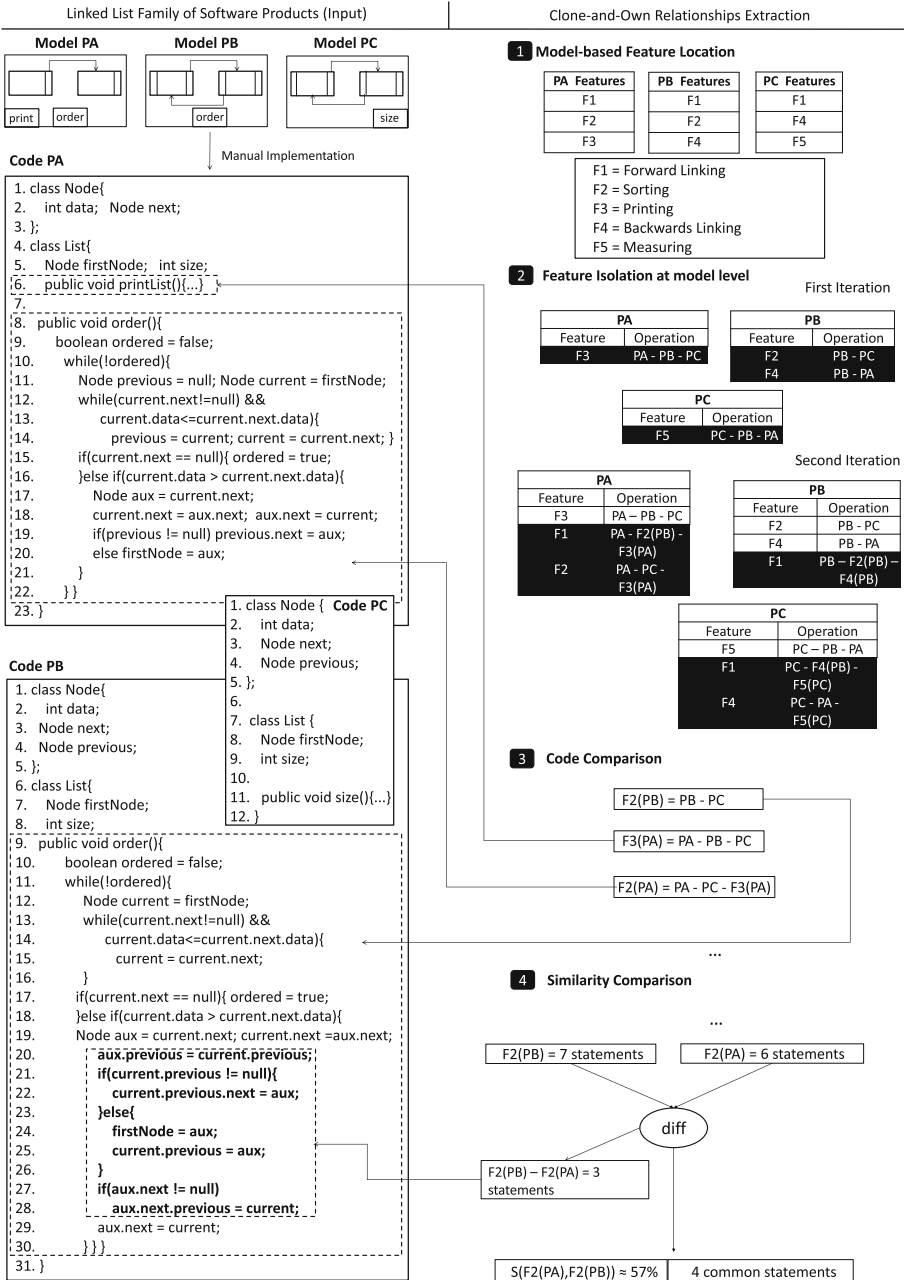 Linked List Family of Software Products (Input)
Clone-and-Own Relationships Extraction
Model PA
Model PB
Model PC
print
order
order
size
Manual Implementation
Code PA
1. class Node{
2. int data; Node next;
3. };
4. class List{
5. Node firstNode; int size;
6. public void printList(){...}
7.
8. public void order(){
9. boolean ordered = false;
10. while(!ordered){
11. Node previous = null; Node current = firstNode;
12. while(current.next!=null) &&
13. current.data<=current.next.data){
14. previous = current; current = current.next; }
15. if(current.next == null){ ordered = true;
16. }else if(current.data > current.next.data){
17. Node aux = current.next;
18. current.next = aux.next; aux.next = current;
19. if(previous != null) previous.next = aux;
20. else firstNode = aux;
21. }
22. } }
23. }
1. class Node { Code PC
2. int data;
3. Node next;
4. Node previous;
5. };
6.
7. class List {
8. Node firstNode;
9. int size;
10.
11. public void size(){...}
12. }
Code PB
1. class Node{
2. int data;
3. Node next;
4. Node previous;
5. };
6. class List{
7. Node firstNode;
8. int size;
9. public void order(){
10. boolean ordered = false;
11. while(!ordered){
12. Node current = firstNode;
13. while(current.next!=null) &&
14. current.data<=current.next.data){
15. current = current.next;
16. }
17. if(current.next == null){ ordered = true;
18. }else if(current.data > current.next.data){
19. Node aux = current.next; current.next =aux.next;
20. aux.previous = current.previous;
21. if(current.previous != null){
22. current.previous.next = aux;
23. }else{
24. firstNode = aux;
25. current.previous = aux;
26. }
27. if(aux.next != null)
28. aux.next.previous = current;
29. aux.next = current;
30. } } }
31. }
1 Model-based Feature Location
PA Features
F1
F2
F3
PB Features
F1
F2
F4
PC Features
F1
F4
F5
F1 = Forward Linking
F2 = Sorting
F3 = Printing
F4 = Backwards Linking
F5 = Measuring
2 Feature Isolation at model level
First Iteration
PA
Feature Operation
F3 PA - PB - PC
PB
Feature Operation
F2 PB - PC
F4 PB - PA
PC
Feature Operation
F5 PC - PB - PA
Second Iteration
PA
Feature Operation
F3 PA – PB - PC
F1 PA - F2(PB) -
F3(PA)
F2 PA - PC -
F3(PA)
PB
Feature Operation
F2 PB - PC
F4 PB - PA
F1 PB – F2(PB) –
F4(PB)
PC
Feature Operation
F5 PC – PB - PA
F1 PC - F4(PB) -
F5(PC)
F4 PC - PA -
F5(PC)
3 Code Comparison
F2(PB) = PB - PC
F3(PA) = PA - PB - PC
F2(PA) = PA - PC - F3(PA)
...
4 Similarity Comparison
...
F2(PB) = 7 statements
F2(PA) = 6 statements
diff
F2(PB) – F2(PA) = 3
statements
S(F2(PA),F2(PB)) ≈ 57%
4 common statements